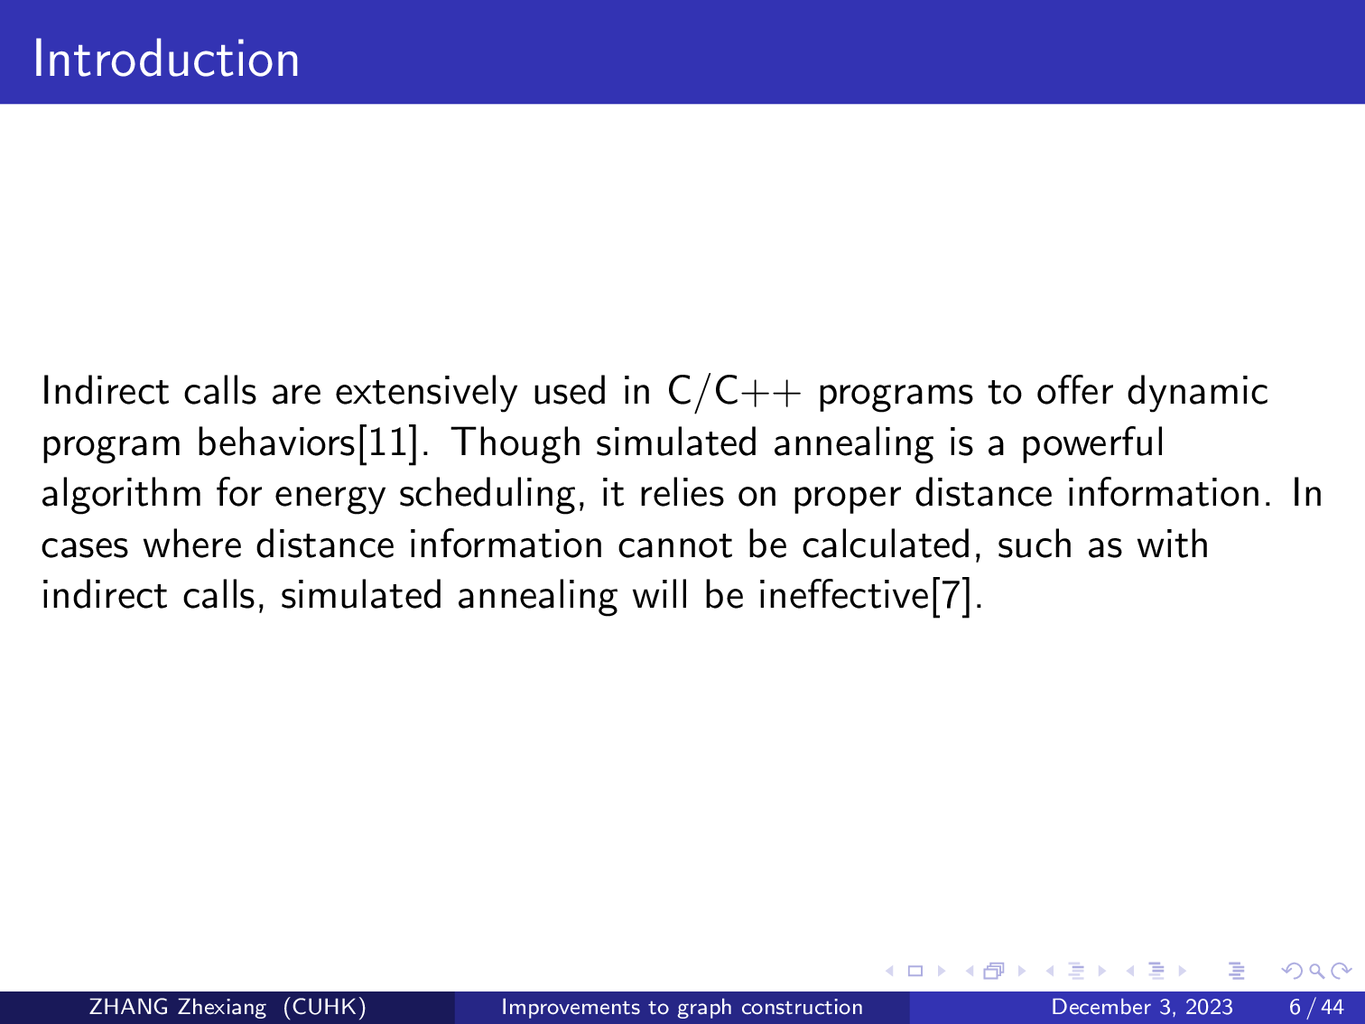 Introduction
Indirect calls are extensively used in C/C++ programs to offer dynamic
program behaviors[11]. Though simulated annealing is a powerful
algorithm for energy scheduling, it relies on proper distance information. In
cases where distance information cannot be calculated, such as with
indirect calls, simulated annealing will be ineffective[7].
ZHANG Zhexiang (CUHK) Improvements to graph construction December 3, 2023 6 / 44